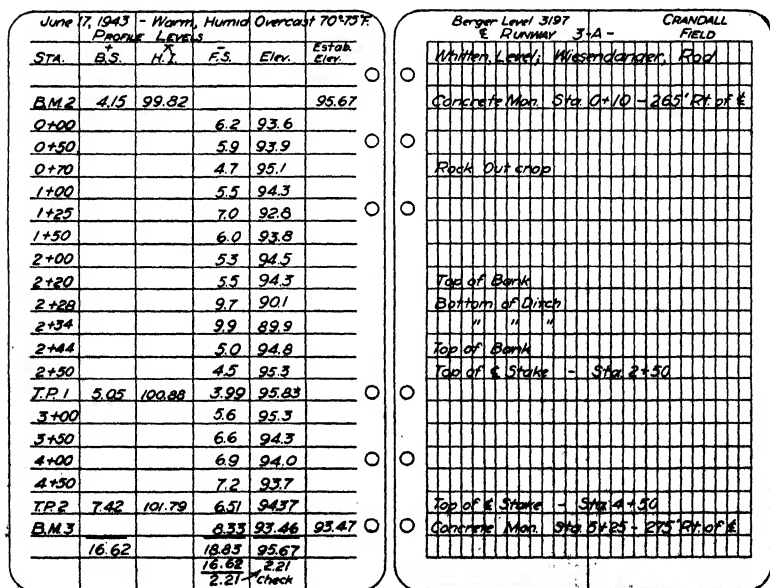 June 17, 1943 - Warm, Humid Overcast 70°-75°F.
PROFILE LEVELS
STA. + B.S. H.I. - F.S. Elev. Estab. Elev.
B.M.2 4.15 99.82 95.67
0+00 6.2 93.6
0+50 5.9 93.9
0+70 4.7 95.1
1+00 5.5 94.3
1+25 7.0 92.8
1+50 6.0 93.8
2+00 5.3 94.5
2+20 5.5 94.3
2+28 9.7 90.1
2+34 9.9 89.9
2+44 5.0 94.8
2+50 4.5 95.3
T.P.1 5.05 100.88 3.99 95.83
3+00 5.6 95.3
3+50 6.6 94.3
4+00 6.9 94.0
4+50 7.2 93.7
T.P.2 7.42 101.79 6.51 94.37
B.M.3 8.33 93.46 93.47
16.62 18.83 95.67
16.62 2.21
2.21 Check
Berger Level 3197 CRANDALL
℄ RUNWAY 3-A- FIELD
Whitten, Level; Wiesendanger, Rod
Concrete Mon. Sta. 0+10 - 265' Rt. of ℄
Rock Out crop
Top of Bank
Bottom of Ditch
" " "
Top of Bank
Top of ℄ Stake - Sta. 2+50
Top of ℄ Stake - Sta. 4+50
Concrete Mon. Sta. 5+25 - 275' Rt. of ℄